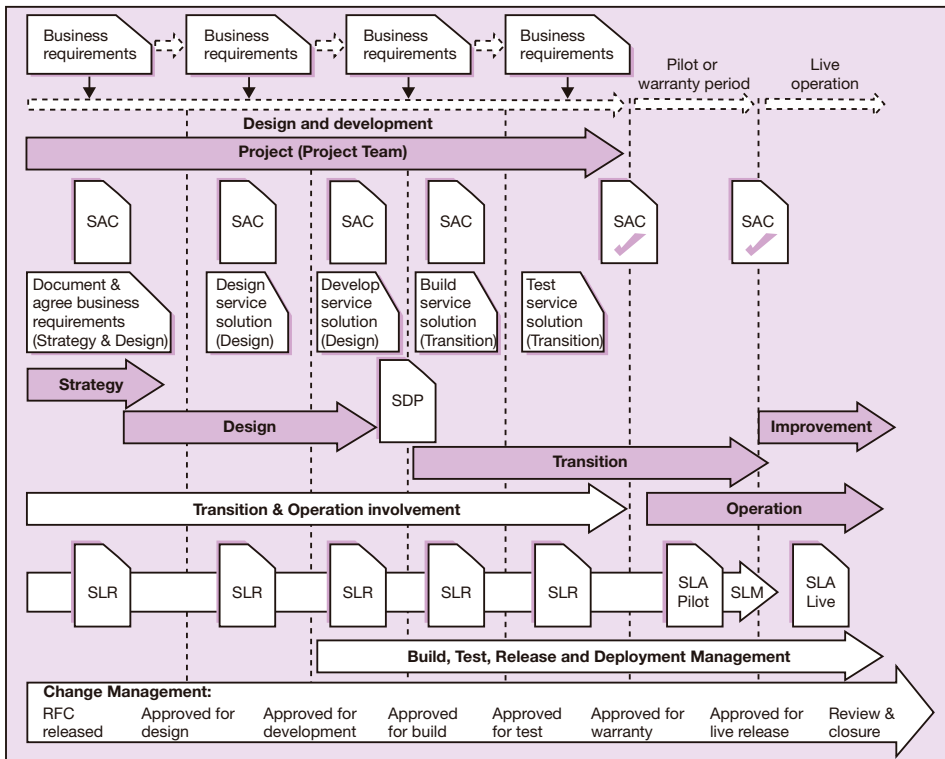 Business
requirements
Business
requirements
Business
requirements
Business
requirements
Pilot or
warranty period
Live
operation
Design and development
Project (Project Team)
SAC
SAC
SAC
SAC
SAC
SAC
Document &
agree business
requirements
(Strategy & Design)
Design
service
solution
(Design)
Develop
service
solution
(Design)
Build
service
solution
(Transition)
Test
service
solution
(Transition)
Strategy
SDP
Design
Improvement
Transition
Transition & Operation involvement
Operation
SLR
SLR
SLR
SLR
SLR
SLA
Pilot
SLM
SLA
Live
Build, Test, Release and Deployment Management
Change Management:
RFC
released
Approved for
design
Approved for
development
Approved
for build
Approved
for test
Approved for
warranty
Approved for
live release
Review &
closure